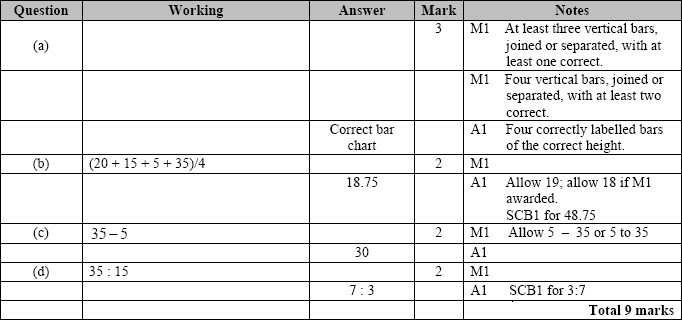 Question Working Answer Mark Notes
(a) 3 M1 At least three vertical bars, joined or separated, with at least one correct.
M1 Four vertical bars, joined or separated, with at least two correct.
Correct bar chart A1 Four correctly labelled bars of the correct height.
(b) (20 + 15 + 5 + 35)/4 2 M1
18.75 A1 Allow 19; allow 18 if M1 awarded.
SCB1 for 48.75
(c) 35 – 5 2 M1 Allow 5 – 35 or 5 to 35
30 A1
(d) 35 : 15 2 M1
7 : 3 A1 SCB1 for 3:7
Total 9 marks